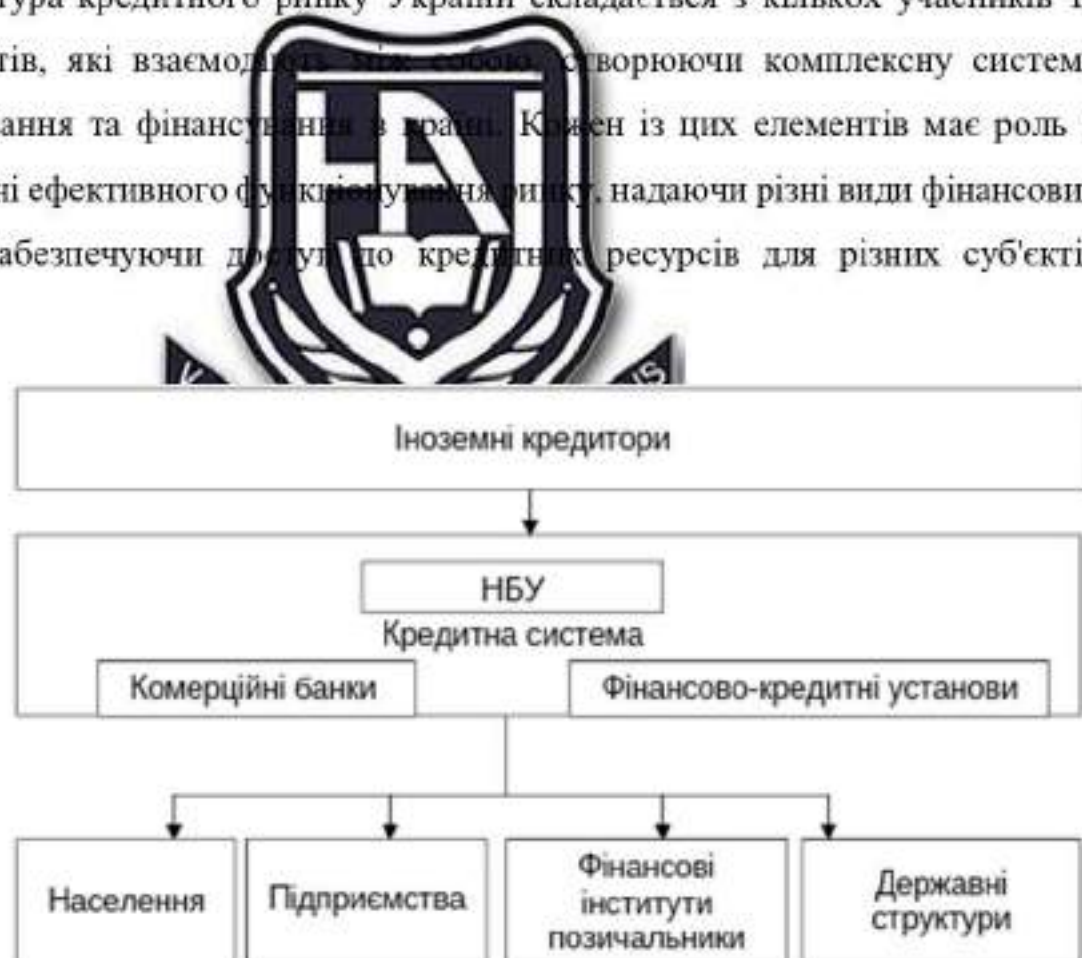 тура кредитного ринку України складається з кількох учасників
тів, які взаємодіють між собою, створюючи комплексну систем
ання та фінансування в країні. Кожен із цих елементів має роль
ні ефективного функціонування ринку, надаючи різні види фінансови
абезпечуючи доступ до кредитних ресурсів для різних суб'єкті
Іноземні кредитори
НБУ
Кредитна система
Комерційні банки Фінансово-кредитні установи
Населення
Підприємства
Фінансові
інститути
позичальники
Державні
структури